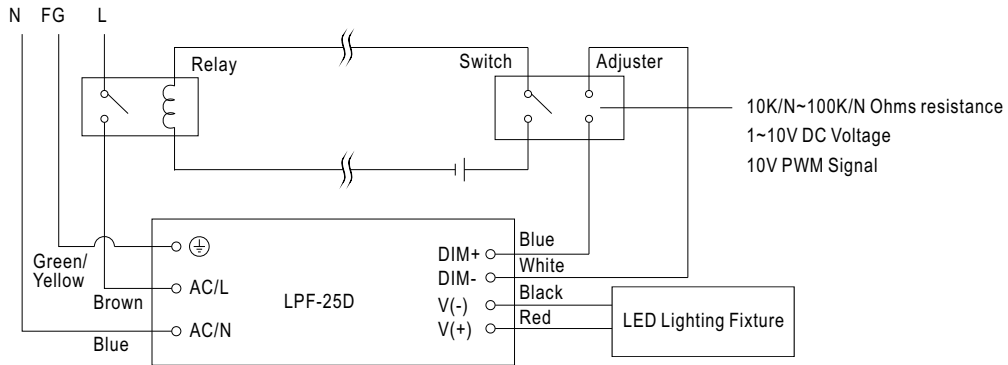 N FG L
Relay
Switch
Adjuster
10K/N~100K/N Ohms resistance
1~10V DC Voltage
10V PWM Signal
Green/
Yellow
Brown
Blue
AC/L
AC/N
LPF-25D
DIM+
DIM-
V(-)
V(+)
Blue
White
Black
Red
LED Lighting Fixture